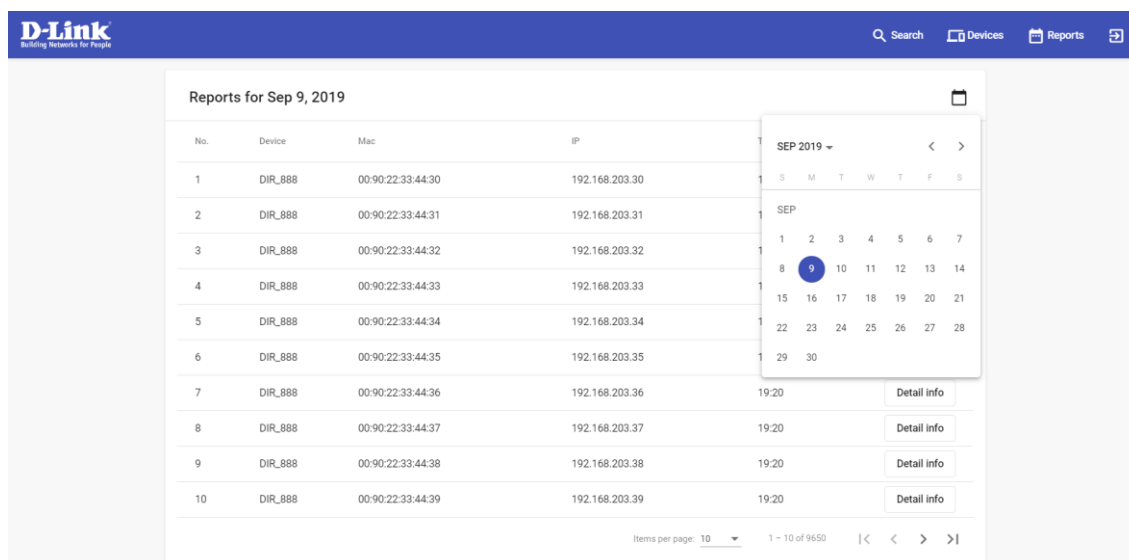 D-Link
Building Networks for People
Search Devices Reports
Reports for Sep 9, 2019
No. Device Mac IP T
1 DIR_888 00:90:22:33:44:30 192.168.203.30 1
2 DIR_888 00:90:22:33:44:31 192.168.203.31 1
3 DIR_888 00:90:22:33:44:32 192.168.203.32 1
4 DIR_888 00:90:22:33:44:33 192.168.203.33 1
5 DIR_888 00:90:22:33:44:34 192.168.203.34 1
6 DIR_888 00:90:22:33:44:35 192.168.203.35 1
7 DIR_888 00:90:22:33:44:36 192.168.203.36 19:20 Detail info
8 DIR_888 00:90:22:33:44:37 192.168.203.37 19:20 Detail info
9 DIR_888 00:90:22:33:44:38 192.168.203.38 19:20 Detail info
10 DIR_888 00:90:22:33:44:39 192.168.203.39 19:20 Detail info
SEP 2019
S M T W T F S
SEP
1 2 3 4 5 6 7
8 9 10 11 12 13 14
15 16 17 18 19 20 21
22 23 24 25 26 27 28
29 30
Items per page: 10 1 – 10 of 9650